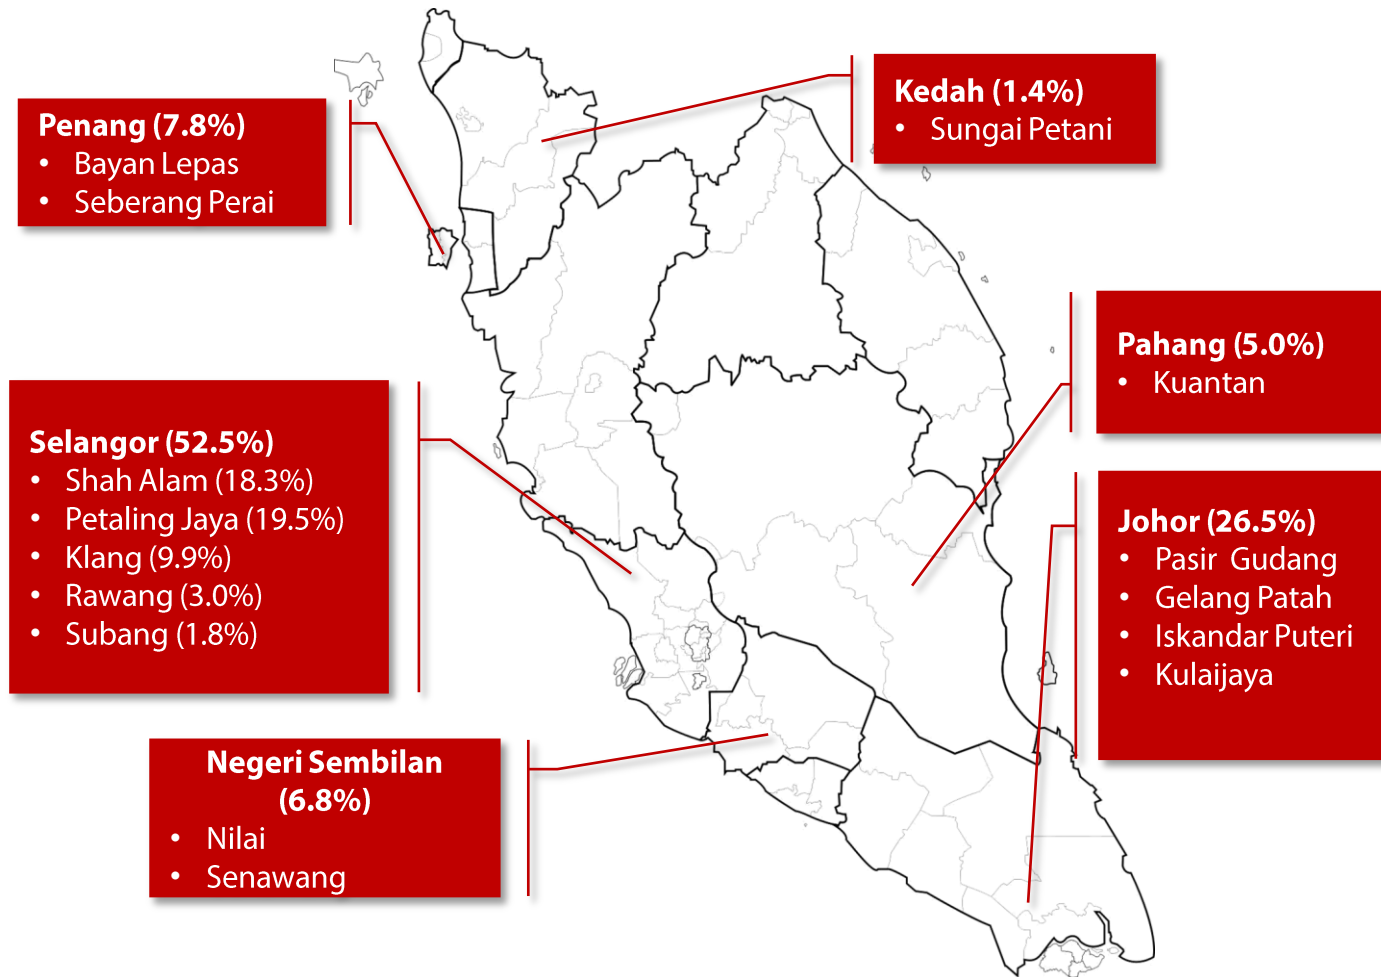 Penang (7.8%)
• Bayan Lepas
• Seberang Perai
Kedah (1.4%)
• Sungai Petani
Pahang (5.0%)
• Kuantan
Selangor (52.5%)
• Shah Alam (18.3%)
• Petaling Jaya (19.5%)
• Klang (9.9%)
• Rawang (3.0%)
• Subang (1.8%)
Johor (26.5%)
• Pasir  Gudang
• Gelang Patah
• Iskandar Puteri
• Kulaijaya
Negeri Sembilan
(6.8%)
• Nilai
• Senawang